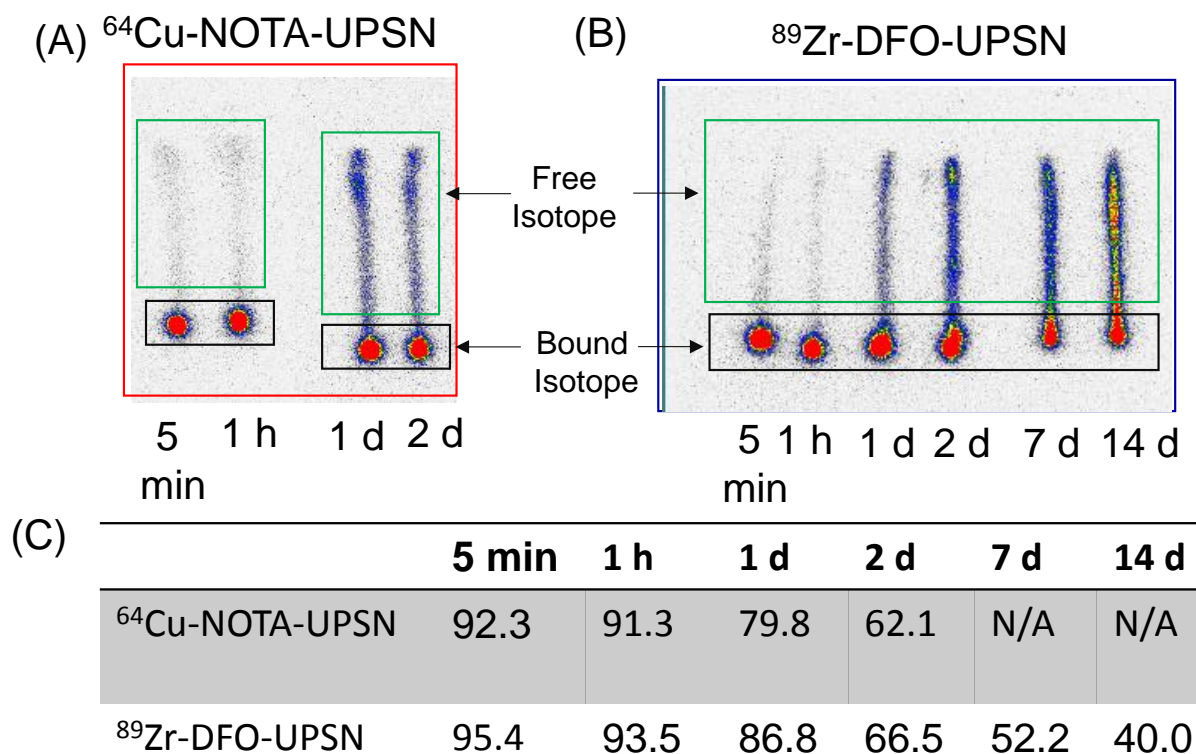 (A) ⁶⁴Cu-NOTA-UPSN
(B) ⁸⁹Zr-DFO-UPSN
Free
Isotope
Bound
Isotope
5
min
1 h
1 d
2 d
5
min
1 h
1 d
2 d
7 d
14 d
(C)
5 min 1 h 1 d 2 d 7 d 14 d
⁶⁴Cu-NOTA-UPSN 92.3 91.3 79.8 62.1 N/A N/A
⁸⁹Zr-DFO-UPSN 95.4 93.5 86.8 66.5 52.2 40.0